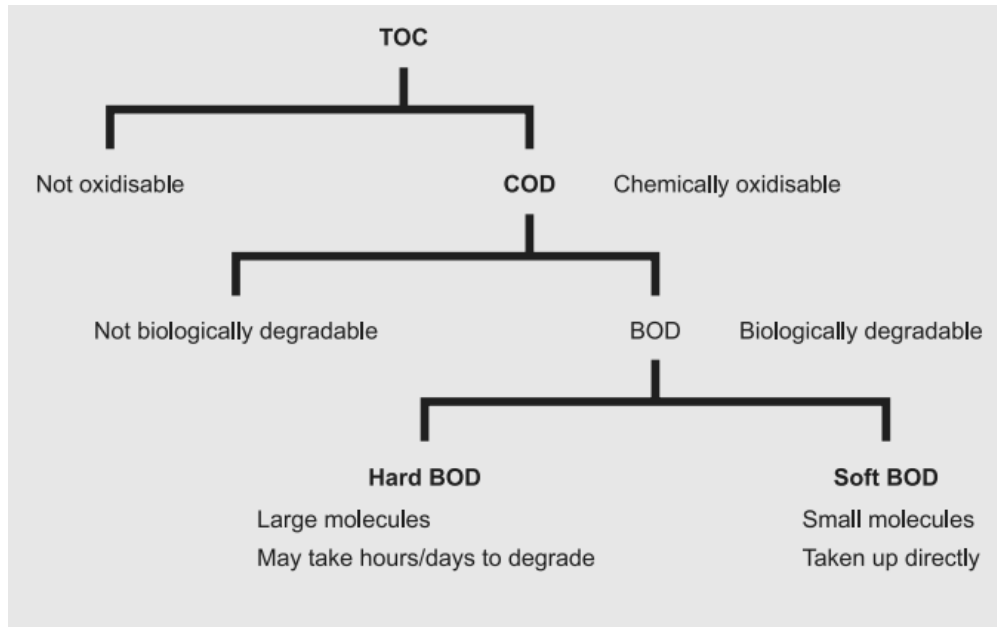 TOC
Not oxidisable
COD
Chemically oxidisable
Not biologically degradable
BOD
Biologically degradable
Hard BOD
Large molecules
May take hours/days to degrade
Soft BOD
Small molecules
Taken up directly